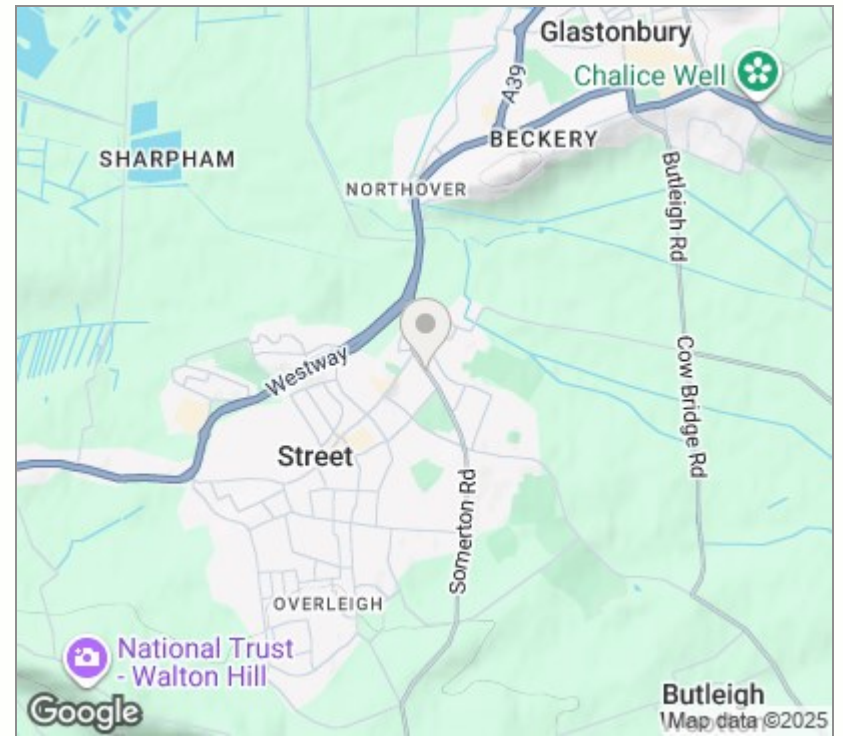 Glastonbury
Chalice Well
A39
BECKERY
SHARPHAM
NORTHOVER
Butleigh Rd
Westway
Cow Bridge Rd
Street
Somerton Rd
OVERLEIGH
National Trust
- Walton Hill
Butleigh
Wootton
Google
Map data ©2025